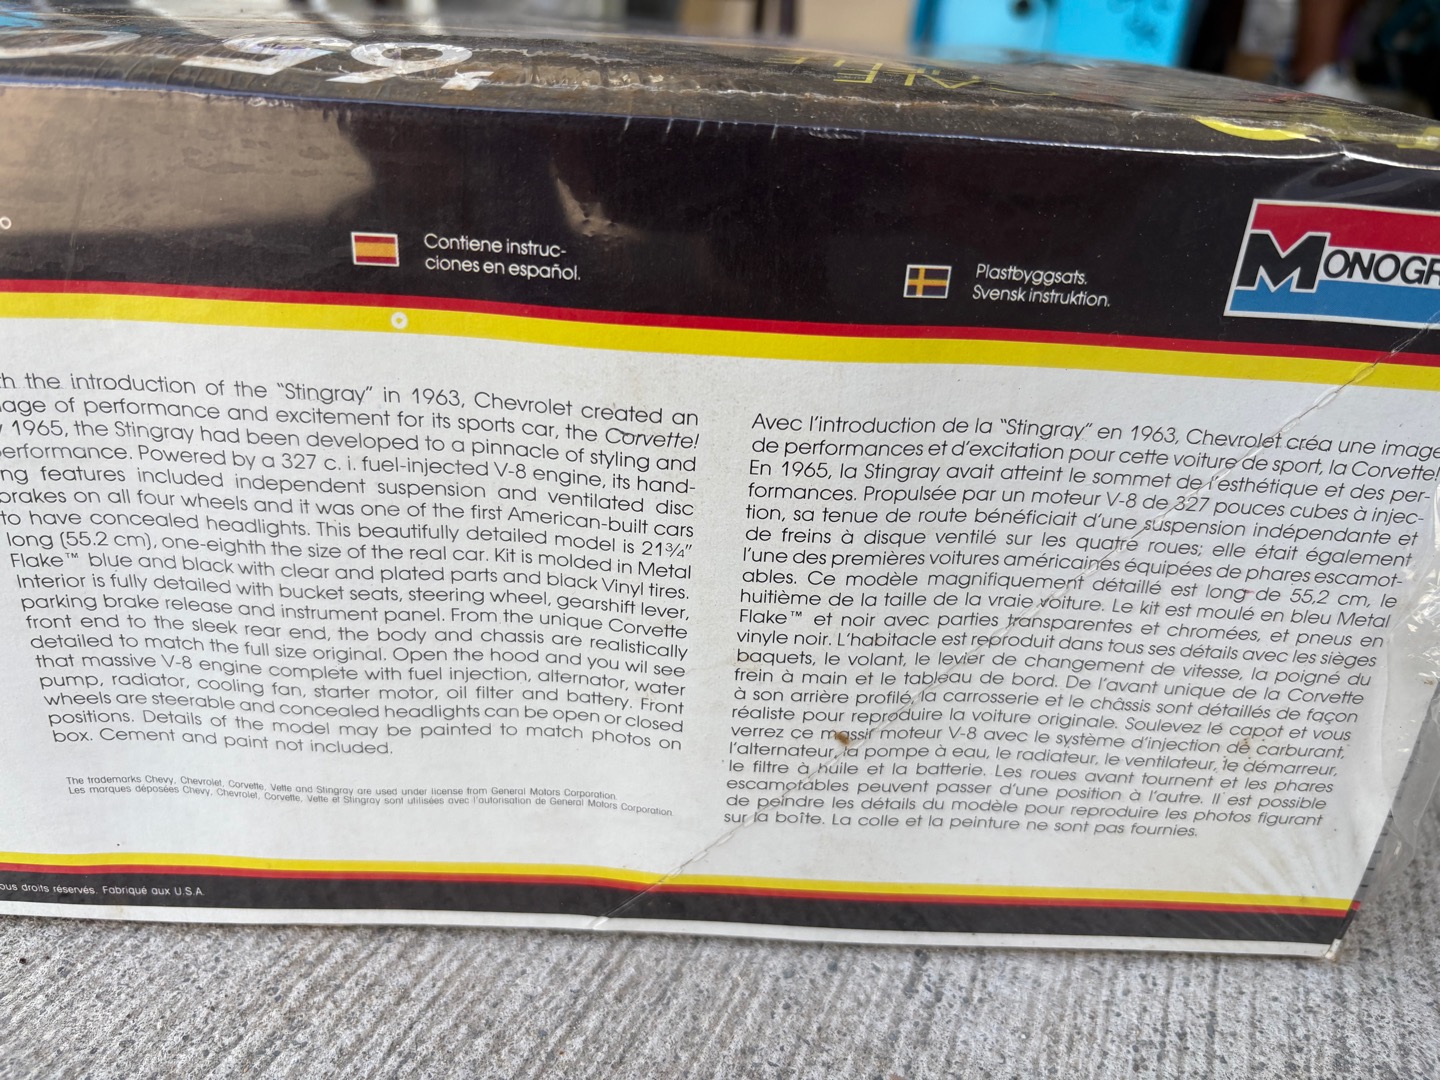 '65
Contiene instruc-
ciones en español.
Plastbyggsats.
Svensk instruktion.
MONOGR
the introduction of the "Stingray" in 1963, Chevrolet created an
age of performance and excitement for its sports car, the Corvette!
1965, the Stingray had been developed to a pinnacle of styling and
erformance. Powered by a 327 c. i. fuel-injected V-8 engine, its hand-
ng features included independent suspension and ventilated disc
brakes on all four wheels and it was one of the first American-built cars
to have concealed headlights. This beautifully detailed model is 21¾"
long (55.2 cm), one-eighth the size of the real car. Kit is molded in Metal
Flake™ blue and black with clear and plated parts and black Vinyl tires.
Interior is fully detailed with bucket seats, steering wheel, gearshift lever,
parking brake release and instrument panel. From the unique Corvette
front end to the sleek rear end, the body and chassis are realistically
detailed to match the full size original. Open the hood and you wil see
that massive V-8 engine complete with fuel injection, alternator, water
pump, radiator, cooling fan, starter motor, oil filter and battery. Front
wheels are steerable and concealed headlights can be open or closed
positions. Details of the model may be painted to match photos on
box. Cement and paint not included.
The trademarks Chevy, Chevrolet, Corvette, Vette and Stingray are used under license from General Motors Corporation.
Les marques déposées Chevy, Chevrolet, Corvette, Vette et Stingray sont utilisées avec l'autorisation de General Motors Corporation.
Avec l'introduction de la "Stingray" en 1963, Chevrolet créa une image
de performances et d'excitation pour cette voiture de sport, la Corvette!
En 1965, la Stingray avait atteint le sommet de l'esthétique et des per-
formances. Propulsée par un moteur V-8 de 327 pouces cubes à injec-
tion, sa tenue de route bénéficiait d'une suspension indépendante et
de freins à disque ventilé sur les quatre roues; elle était également
l'une des premières voitures américaines équipées de phares escamot-
ables. Ce modèle magnifiquement détaillé est long de 55,2 cm, le
huitième de la taille de la vraie voiture. Le kit est moulé en bleu Metal
Flake™ et noir avec parties transparentes et chromées, et pneus en
vinyle noir. L'habitacle est reproduit dans tous ses détails avec les sièges
baquets, le volant, le levier de changement de vitesse, la poigné du
frein à main et le tableau de bord. De l'avant unique de la Corvette
à son arrière profilé, la carrosserie et le châssis sont détaillés de façon
réaliste pour reproduire la voiture originale. Soulevez le capot et vous
verrez ce massif moteur V-8 avec le système d'injection de carburant,
l'alternateur, la pompe à eau, le radiateur, le ventilateur, le démarreur,
le filtre à huile et la batterie. Les roues avant tournent et les phares
escamotables peuvent passer d'une position à l'autre. Il est possible
de peindre les détails du modèle pour reproduire les photos figurant
sur la boîte. La colle et la peinture ne sont pas fournies.
ous droits réservés. Fabriqué aux U.S.A.